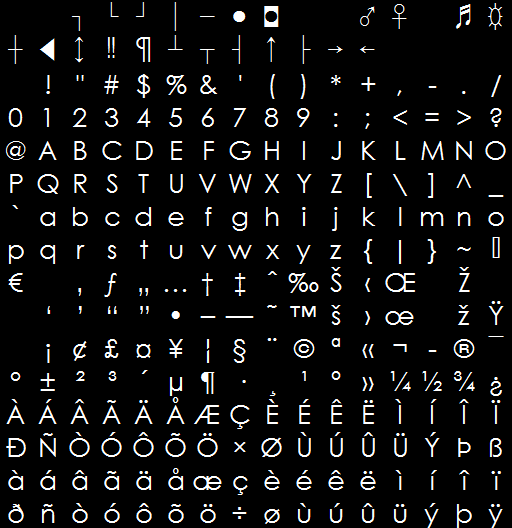 ┐ └ ┘ │ ─ ● ◘ ♂ ♀ ♬ ☼
┼ ◀ ↕ ‼ ¶ ┴ ┬ ┤ ↑ ├ → ←
! " # $ % & ' ( ) * + , - . /
0 1 2 3 4 5 6 7 8 9 : ; < = > ?
@ A B C D E F G H I J K L M N O
P Q R S T U V W X Y Z [ \ ] ^ _
` a b c d e f g h i j k l m n o
p q r s t u v w x y z { | } ~ ▯
€ ‚ ƒ „ … † ‡ ˆ ‰ Š ‹ Œ Ž
‘ ’ “ ” • – — ˜ ™ š › œ ž Ÿ
¡ ¢ £ ¤ ¥ ¦ § ¨ © ª « ¬ - ® ¯
° ± ² ³ ´ µ ¶ · ¸ ¹ º » ¼ ½ ¾ ¿
À Á Â Ã Ä Å Æ Ç È É Ê Ë Ì Í Î Ï
Ð Ñ Ò Ó Ô Õ Ö × Ø Ù Ú Û Ü Ý Þ ß
à á â ã ä å æ ç è é ê ë ì í î ï
ð ñ ò ó ô õ ö ÷ ø ù ú û ü ý þ ÿ